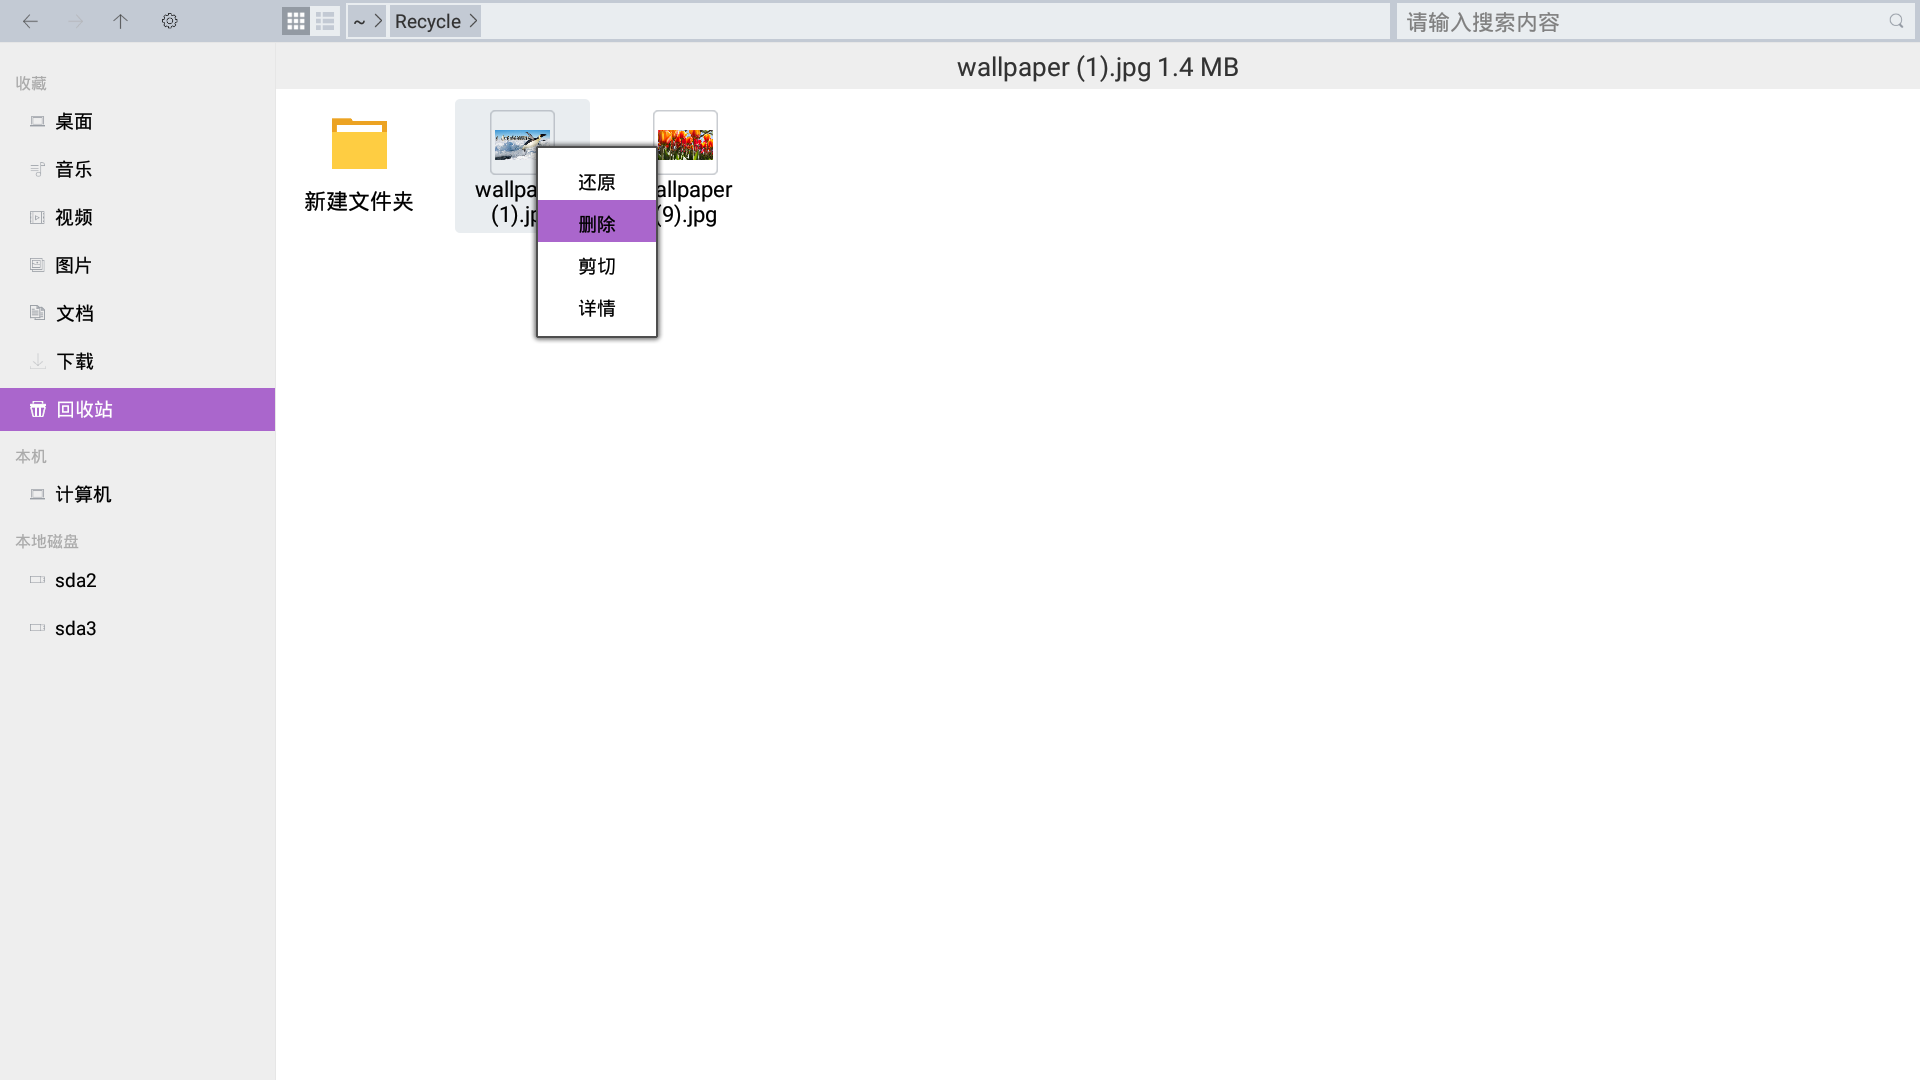 ~
Recycle
请输入搜索内容
收藏
桌面
音乐
视频
图片
文档
下载
回收站
本机
计算机
本地磁盘
sda2
sda3
wallpaper (1).jpg 1.4 MB
新建文件夹
wallpa
(1).jp
allpaper
(9).jpg
还原
删除
剪切
详情